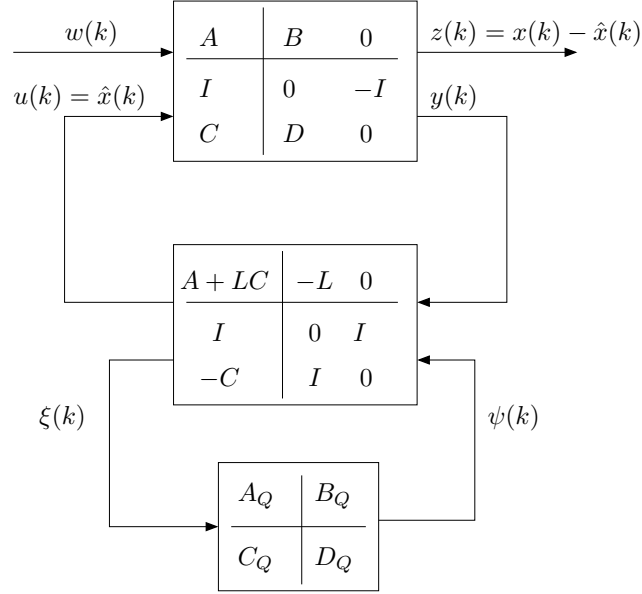 w(k)
A B 0
z(k) = x(k) − x̂(k)
u(k) = x̂(k)
I 0 −I
y(k)
C D 0
A + LC −L 0
I 0 I
−C I 0
ξ(k)
ψ(k)
A_Q B_Q
C_Q D_Q